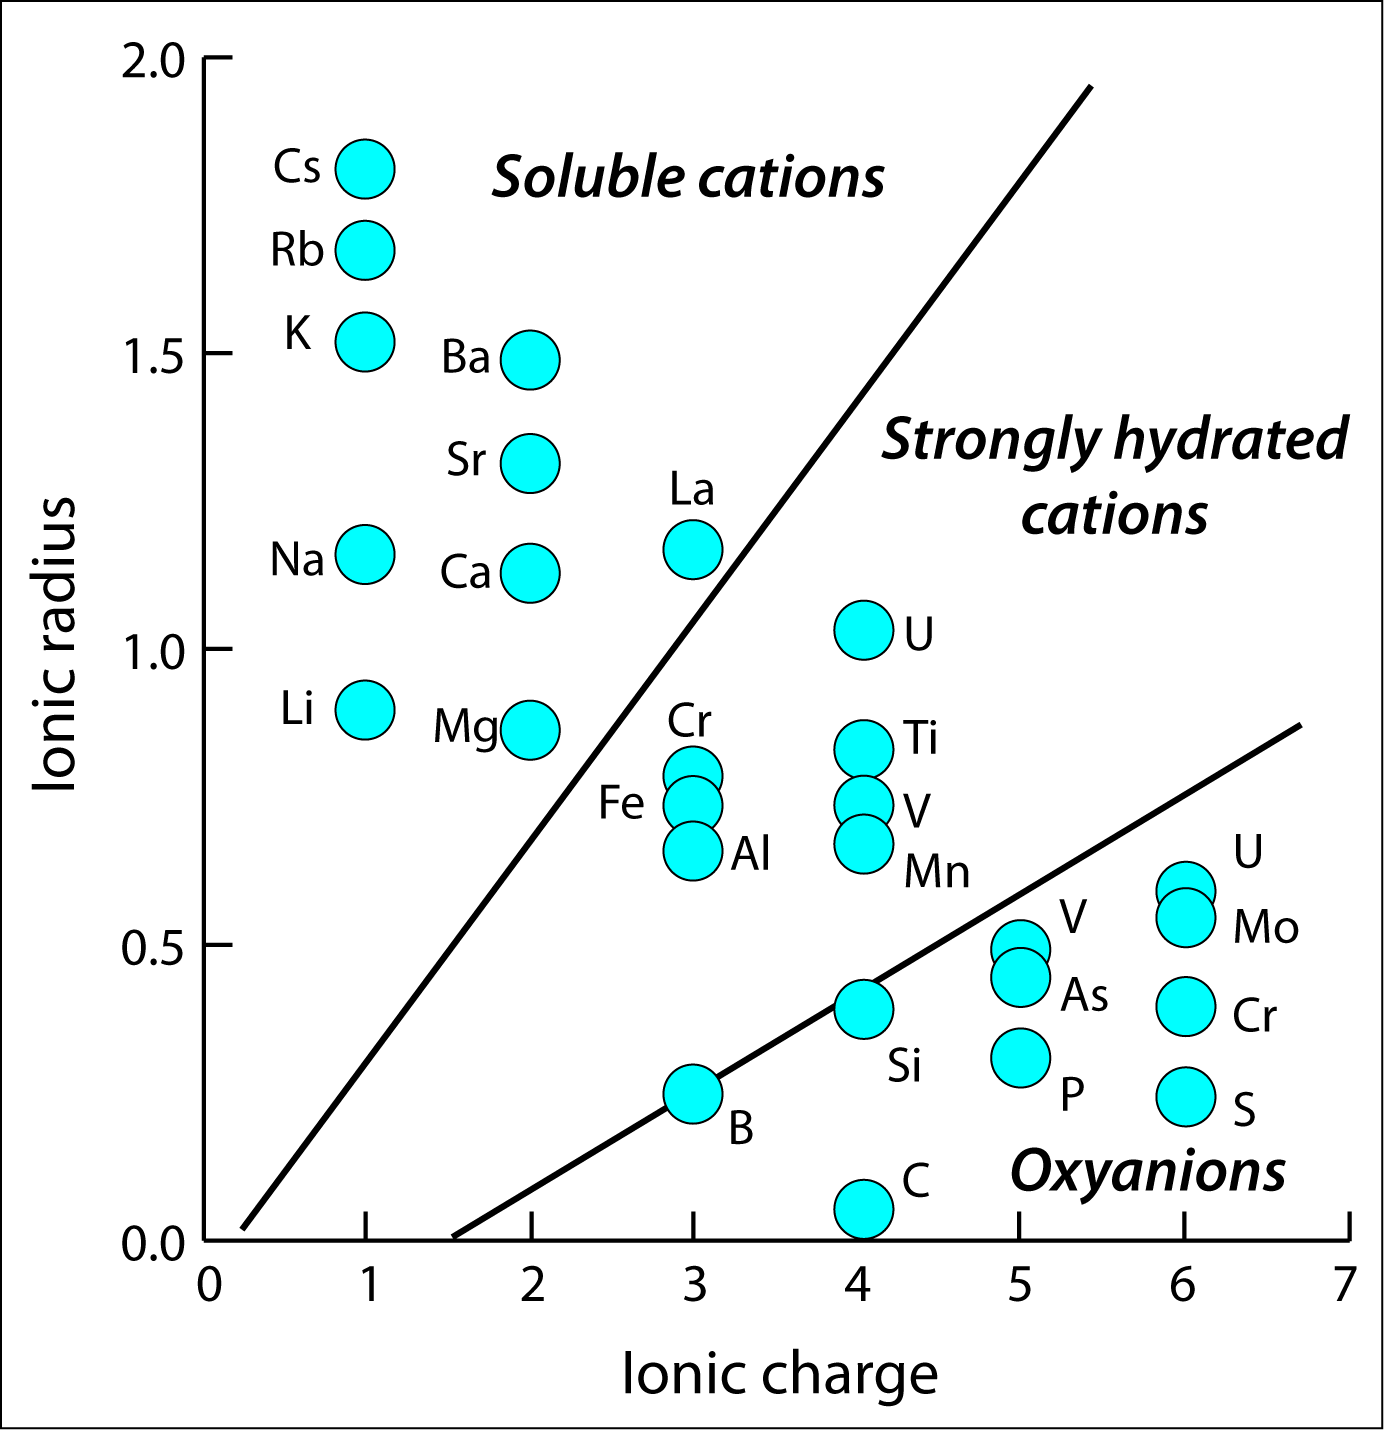 2.0
Cs
Soluble cations
Rb
K
1.5
Ba
Strongly hydrated
cations
Sr
La
Na
Ca
1.0
U
Li
Mg
Cr
Ti
Fe
V
Al
Mn
U
V
Mo
0.5
As
Cr
Si
P
S
B
Oxyanions
C
0.0
0 1 2 3 4 5 6 7
Ionic radius
Ionic charge